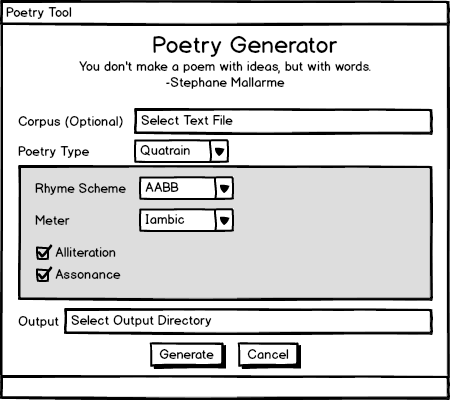 Poetry Tool
Poetry Generator
You don't make a poem with ideas, but with words.
-Stephane Mallarme
Corpus (Optional) Select Text File
Poetry Type Quatrain
Rhyme Scheme AABB
Meter Iambic
Alliteration
Assonance
Output Select Output Directory
Generate Cancel